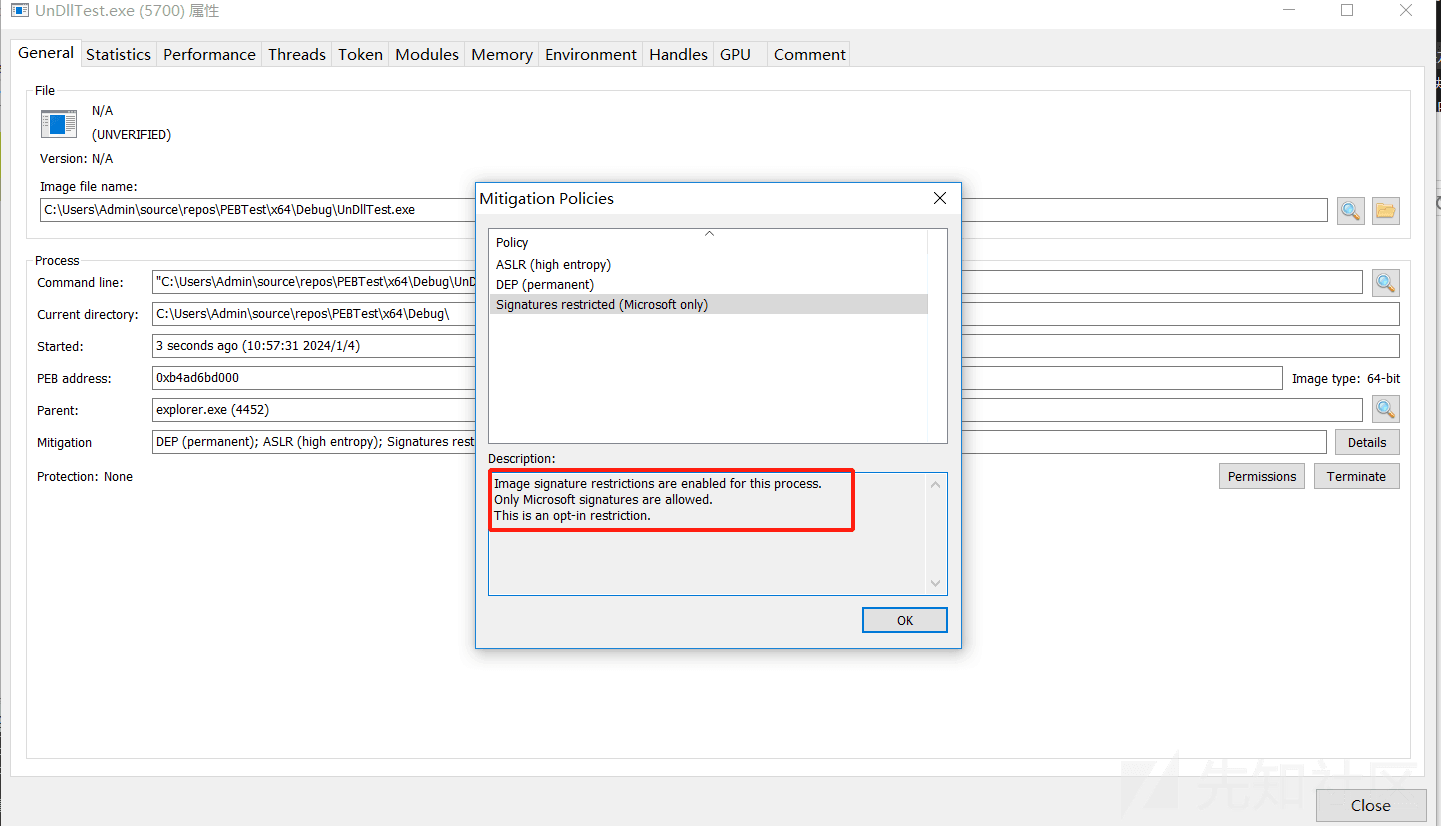 UnDllTest.exe (5700) 属性
General Statistics Performance Threads Token Modules Memory Environment Handles GPU Comment
File
N/A
(UNVERIFIED)
Version: N/A
Image file name:
C:\Users\Admin\source\repos\PEBTest\x64\Debug\UnDllTest.exe
Process
Command line: "C:\Users\Admin\source\repos\PEBTest\x64\Debug\UnD
Current directory: C:\Users\Admin\source\repos\PEBTest\x64\Debug\
Started: 3 seconds ago (10:57:31 2024/1/4)
PEB address: 0xb4ad6bd000
Image type: 64-bit
Parent: explorer.exe (4452)
Mitigation DEP (permanent); ASLR (high entropy); Signatures rest
Details
Protection: None
Permissions Terminate
Mitigation Policies
Policy
ASLR (high entropy)
DEP (permanent)
Signatures restricted (Microsoft only)
Description:
Image signature restrictions are enabled for this process.
Only Microsoft signatures are allowed.
This is an opt-in restriction.
OK
先知社区
Close